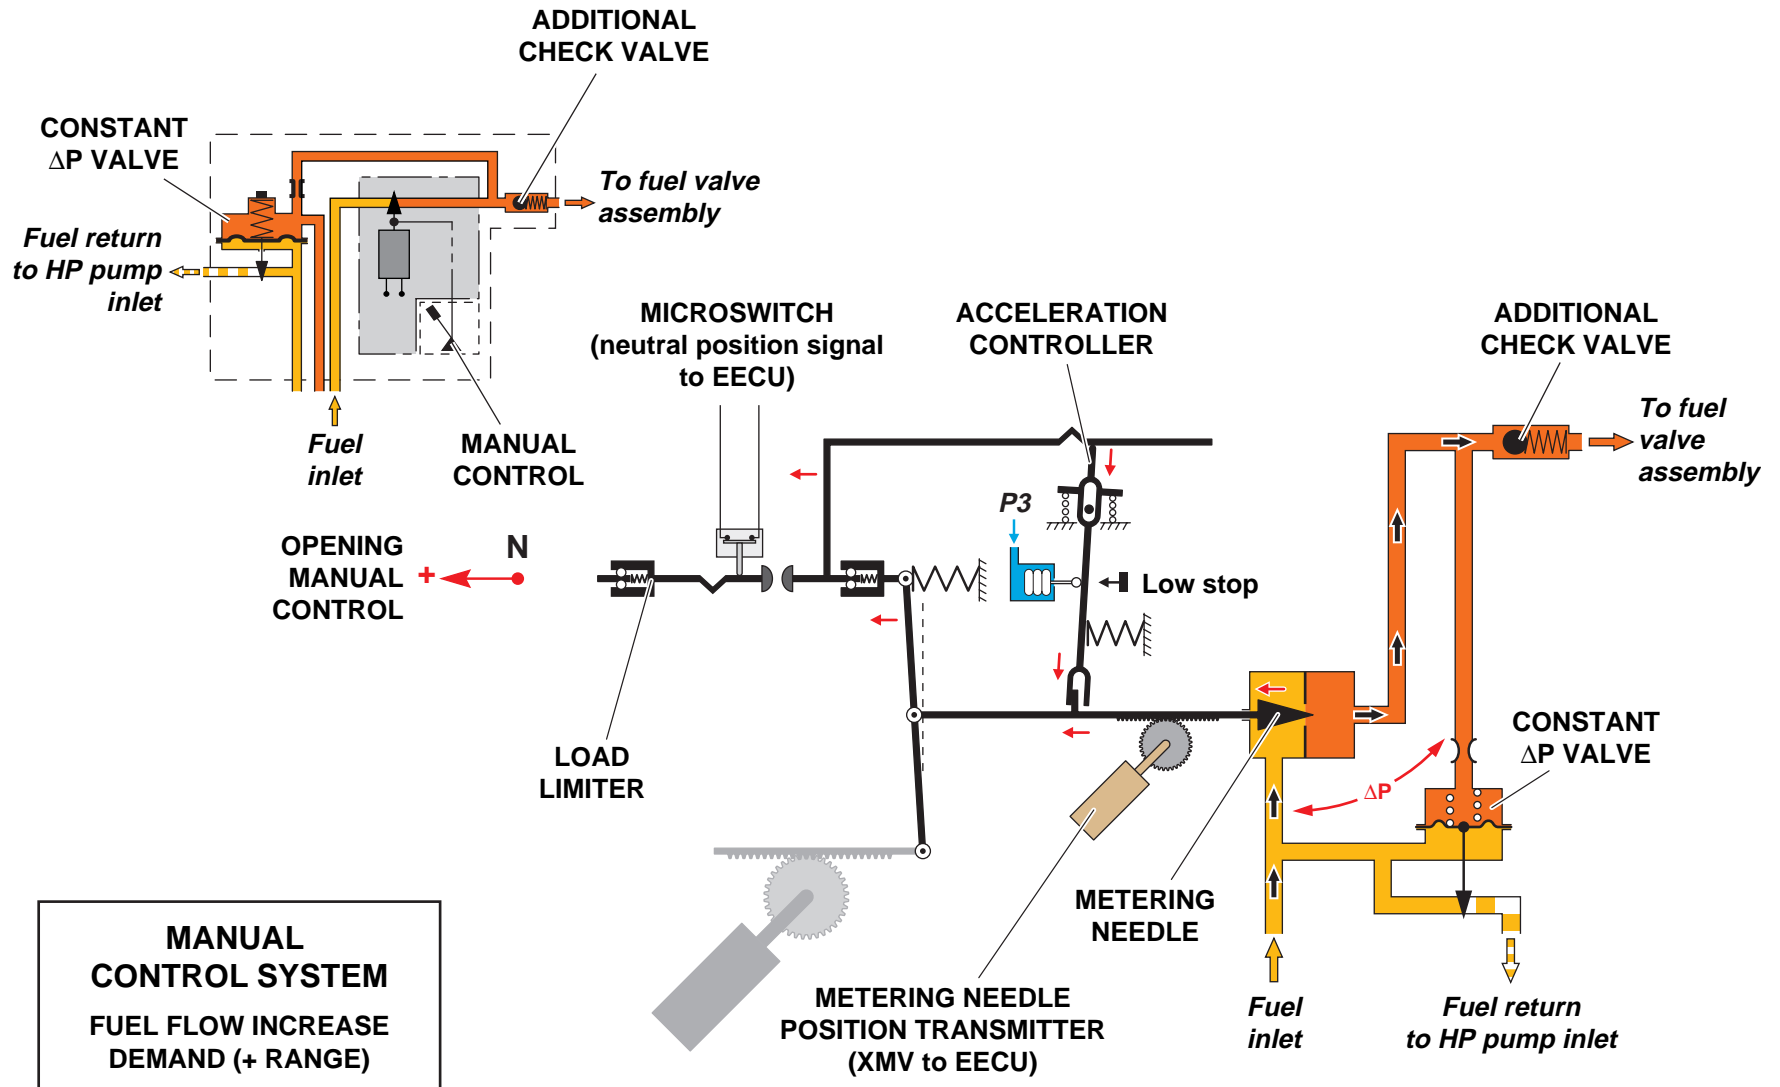 ADDITIONAL
CHECK VALVE
CONSTANT
ΔP VALVE
To fuel valve
assembly
Fuel return
to HP pump
inlet
Fuel
inlet
MANUAL
CONTROL
MICROSWITCH
(neutral position signal
to EECU)
ACCELERATION
CONTROLLER
ADDITIONAL
CHECK VALVE
To fuel
valve
assembly
P3
OPENING
MANUAL
CONTROL
+
N
Low stop
LOAD
LIMITER
CONSTANT
ΔP VALVE
ΔP
METERING
NEEDLE
METERING NEEDLE
POSITION TRANSMITTER
(XMV to EECU)
Fuel
inlet
Fuel return
to HP pump inlet
MANUAL
CONTROL SYSTEM
FUEL FLOW INCREASE
DEMAND (+ RANGE)